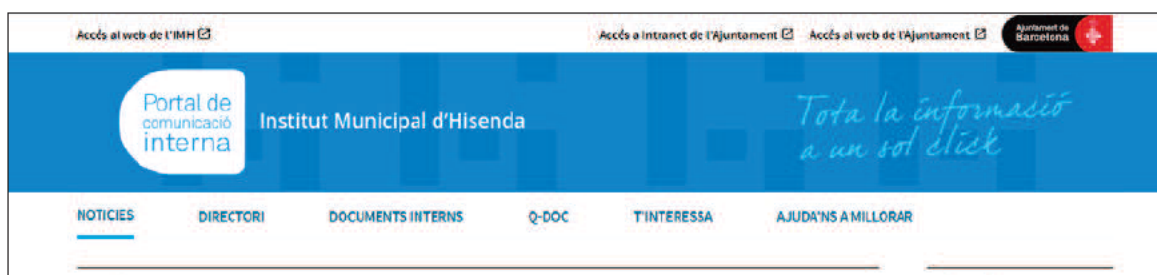 Accés al web de l'IMH
Accés a Intranet de l'Ajuntament
Accés al web de l'Ajuntament
Ajuntament de
Barcelona
Portal de
comunicació
interna
Institut Municipal d'Hisenda
Tota la informació
a un sol click
NOTICIES
DIRECTORI
DOCUMENTS INTERNS
Q-DOC
T'INTERESSA
AJUDA'NS A MILLORAR